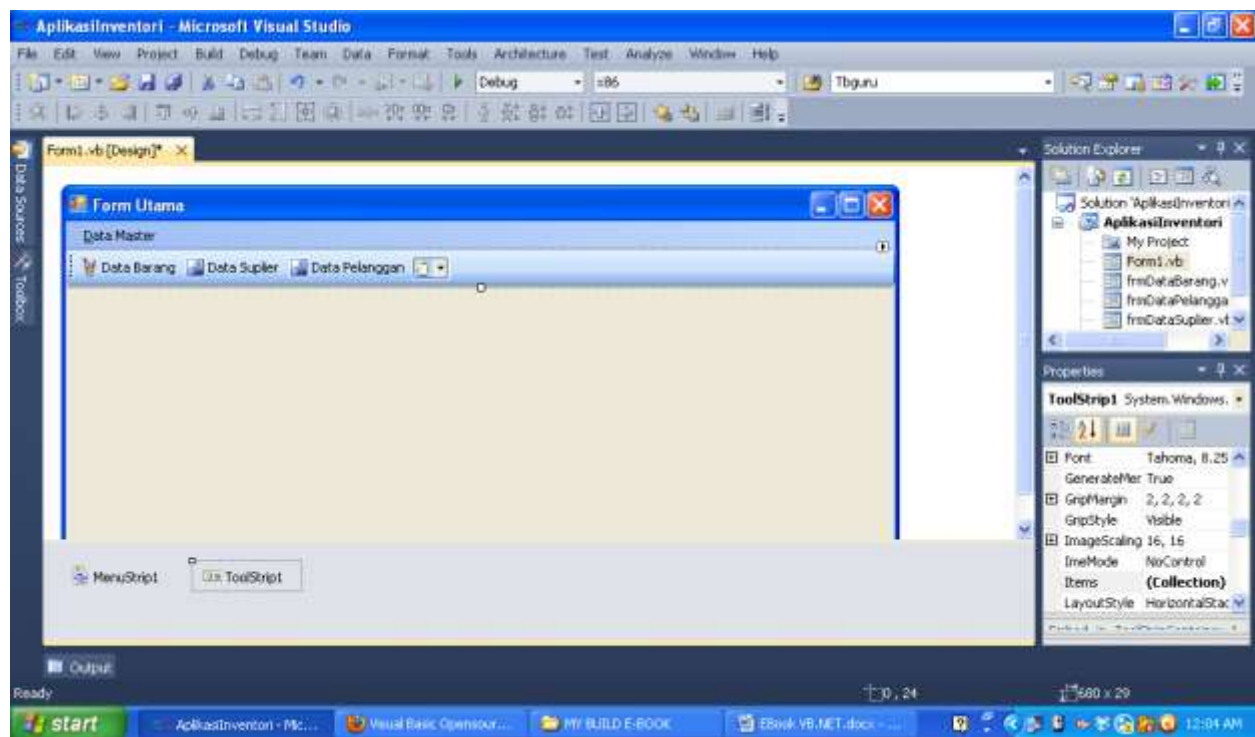 AplikasiInventori - Microsoft Visual Studio
File Edit View Project Build Debug Team Data Format Tools Architecture Test Analyze Window Help
Debug x86 Tbguru
Form1.vb [Design]*
Data Sources
Toolbox
Form Utama
Data Master
Data Barang Data Suplier Data Pelanggan
MenuStrip1 ToolStrip1
Solution Explorer
Solution 'AplikasiInventori
AplikasiInventori
My Project
Form1.vb
frmDataBarang.v
frmDataPelangga
frmDataSuplier.vt
Properties
ToolStrip1 System.Windows.
Font Tahoma, 8.25
GenerateMer True
GripMargin 2, 2, 2, 2
GripStyle Visible
ImageScaling 16, 16
ImeMode NoControl
Items (Collection)
LayoutStyle HorizontalStac
Output
Ready 0, 24 680 x 29
start AplikasiInventori - Mic... Visual Basic Opensour... MY BUILD E-BOOK EBook VB.NET.docx - ... 12:04 AM